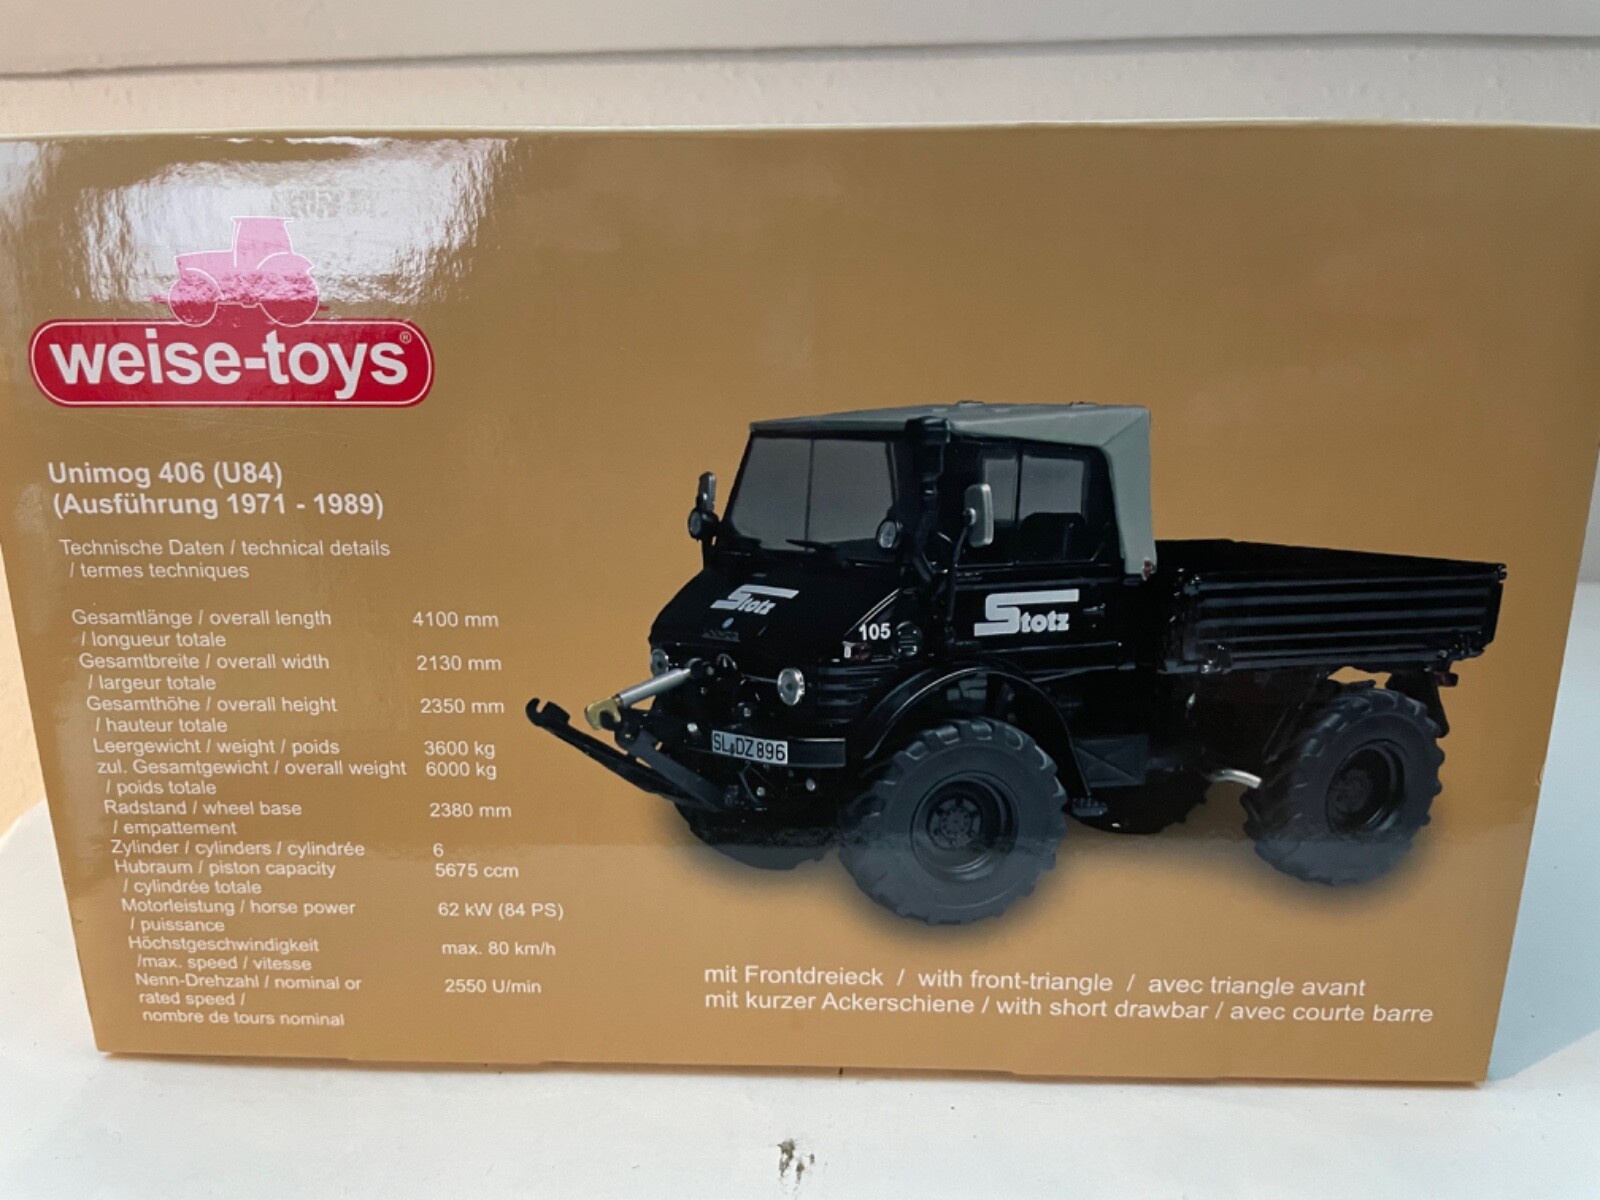 weise-toys®
Unimog 406 (U84)
(Ausführung 1971 - 1989)
Technische Daten / technical details
/ termes techniques
Gesamtlänge / overall length 4100 mm
/ longueur totale
Gesamtbreite / overall width 2130 mm
/ largeur totale
Gesamthöhe / overall height 2350 mm
/ hauteur totale
Leergewicht / weight / poids 3600 kg
zul. Gesamtgewicht / overall weight 6000 kg
/ poids totale
Radstand / wheel base 2380 mm
/ empattement
Zylinder / cylinders / cylindrée 6
Hubraum / piston capacity 5675 ccm
/ cylindrée totale
Motorleistung / horse power 62 kW (84 PS)
/ puissance
Höchstgeschwindigkeit max. 80 km/h
/max. speed / vitesse
Nenn-Drehzahl / nominal or 2550 U/min
rated speed /
nombre de tours nominal
Stotz
105
Stotz
SL DZ 896
mit Frontdreieck / with front-triangle / avec triangle avant
mit kurzer Ackerschiene / with short drawbar / avec courte barre